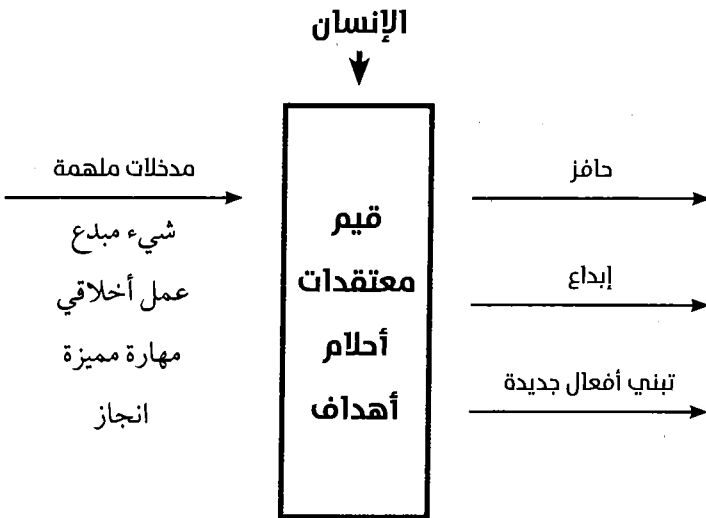 الإنسان
مدخلات ملهمة
شيء مبدع
عمل أخلاقي
مهارة مميزة
انجاز
قيم
معتقدات
أحلام
أهداف
حافز
إبداع
تبني أفعال جديدة